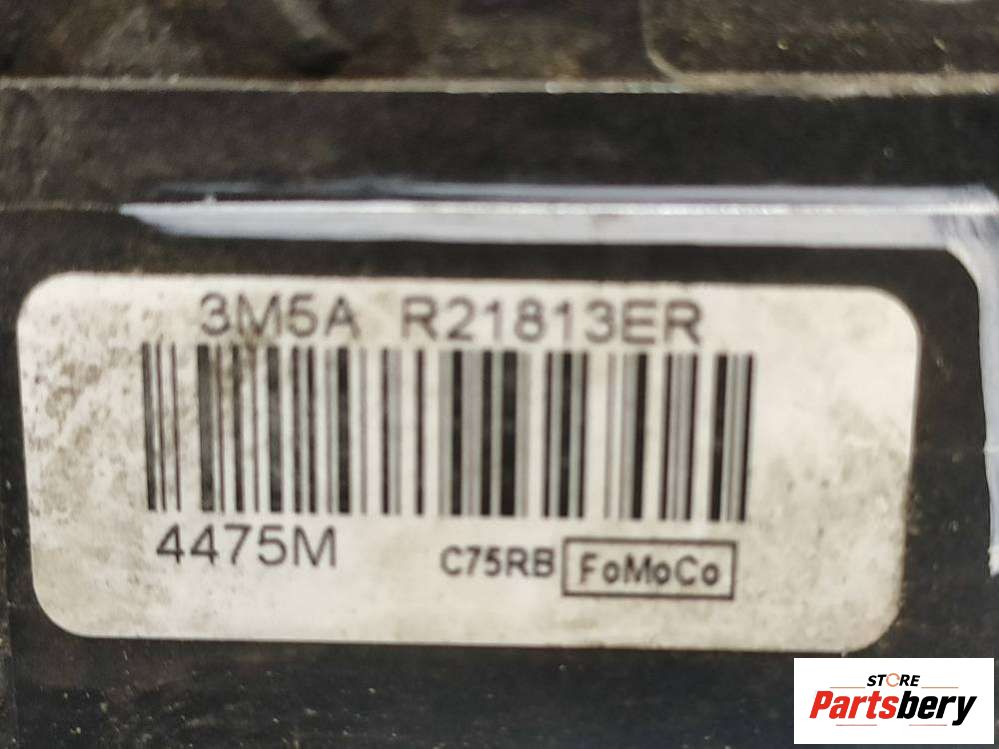 3M5A R21813ER
4475M
C75RB FoMoCo
STORE
Partsbery